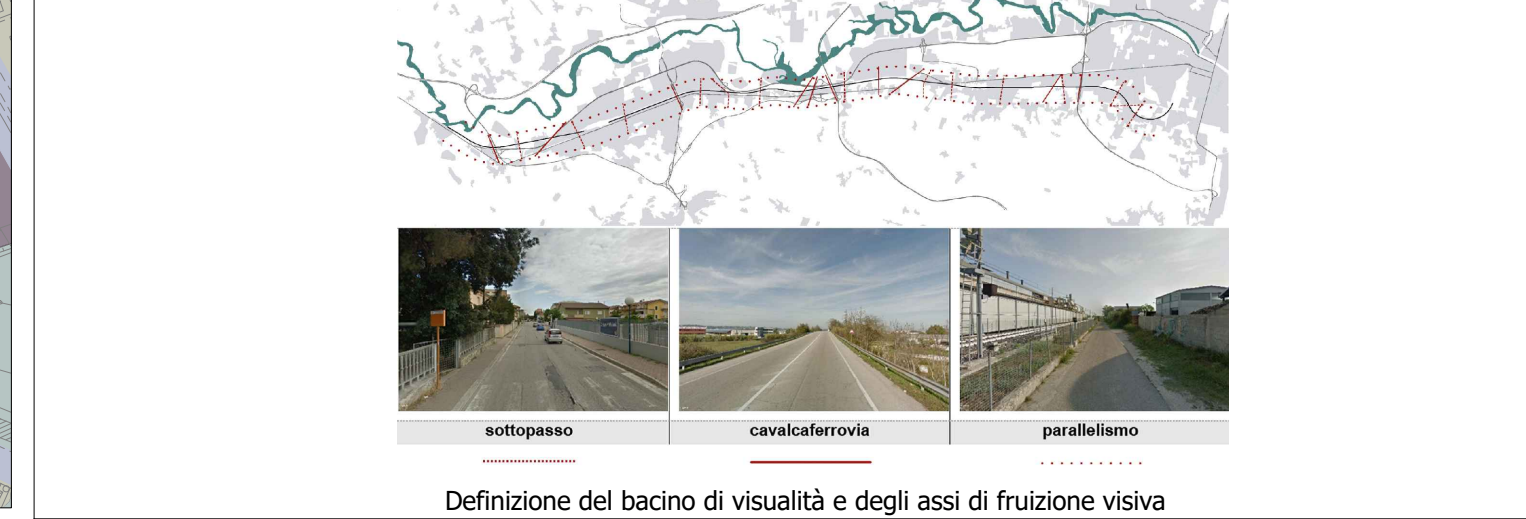 sottopasso
cavalcaferrovia
parallelismo
Definizione del bacino di visualità e degli assi di fruizione visiva